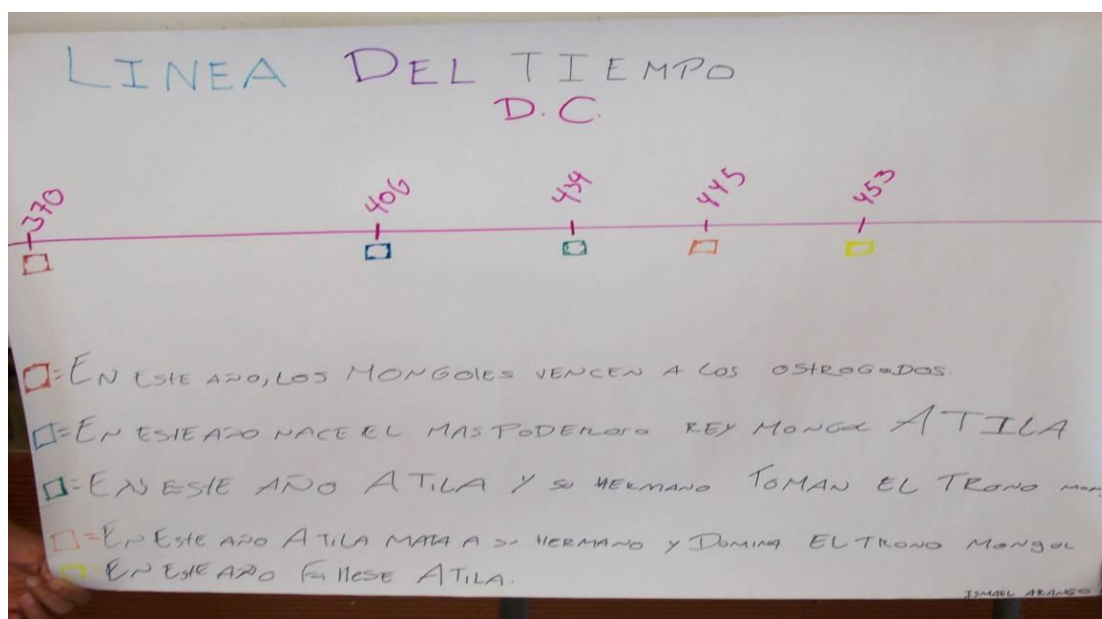 LINEA DEL TIEMPO
D.C.
370 406 434 445 453
=EN ESTE AÑO, LOS MONGOLES VENCEN A LOS OSTROGODOS.
=EN ESTE AÑO NACE EL MAS PODEROSO REY MONGOL ATILA
=EN ESTE AÑO ATILA Y SU HERMANO TOMAN EL TRONO
=EN ESTE AÑO ATILA MATA A SU HERMANO Y DOMINA EL TRONO MONGOL
EN ESTE AÑO FALLESE ATILA.
ISMAEL ARANGO